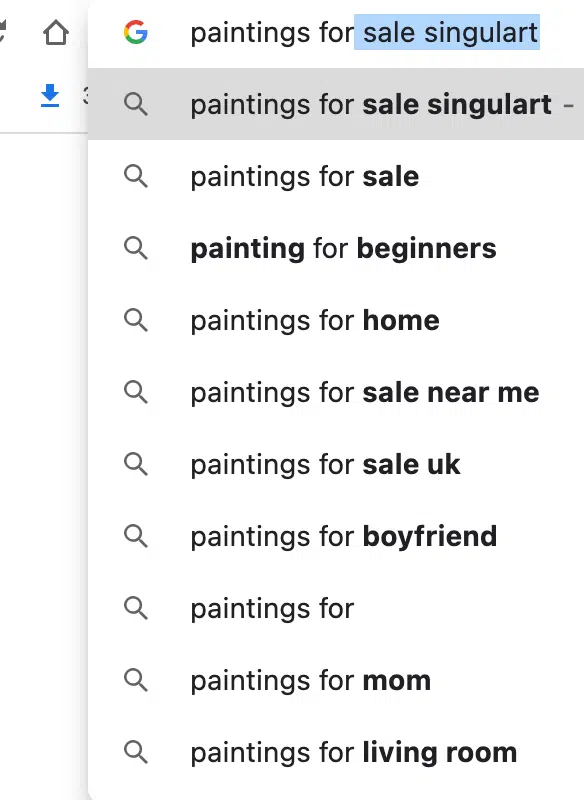 paintings for sale singulart
paintings for sale singulart –
paintings for sale
painting for beginners
paintings for home
paintings for sale near me
paintings for sale uk
paintings for boyfriend
paintings for
paintings for mom
paintings for living room